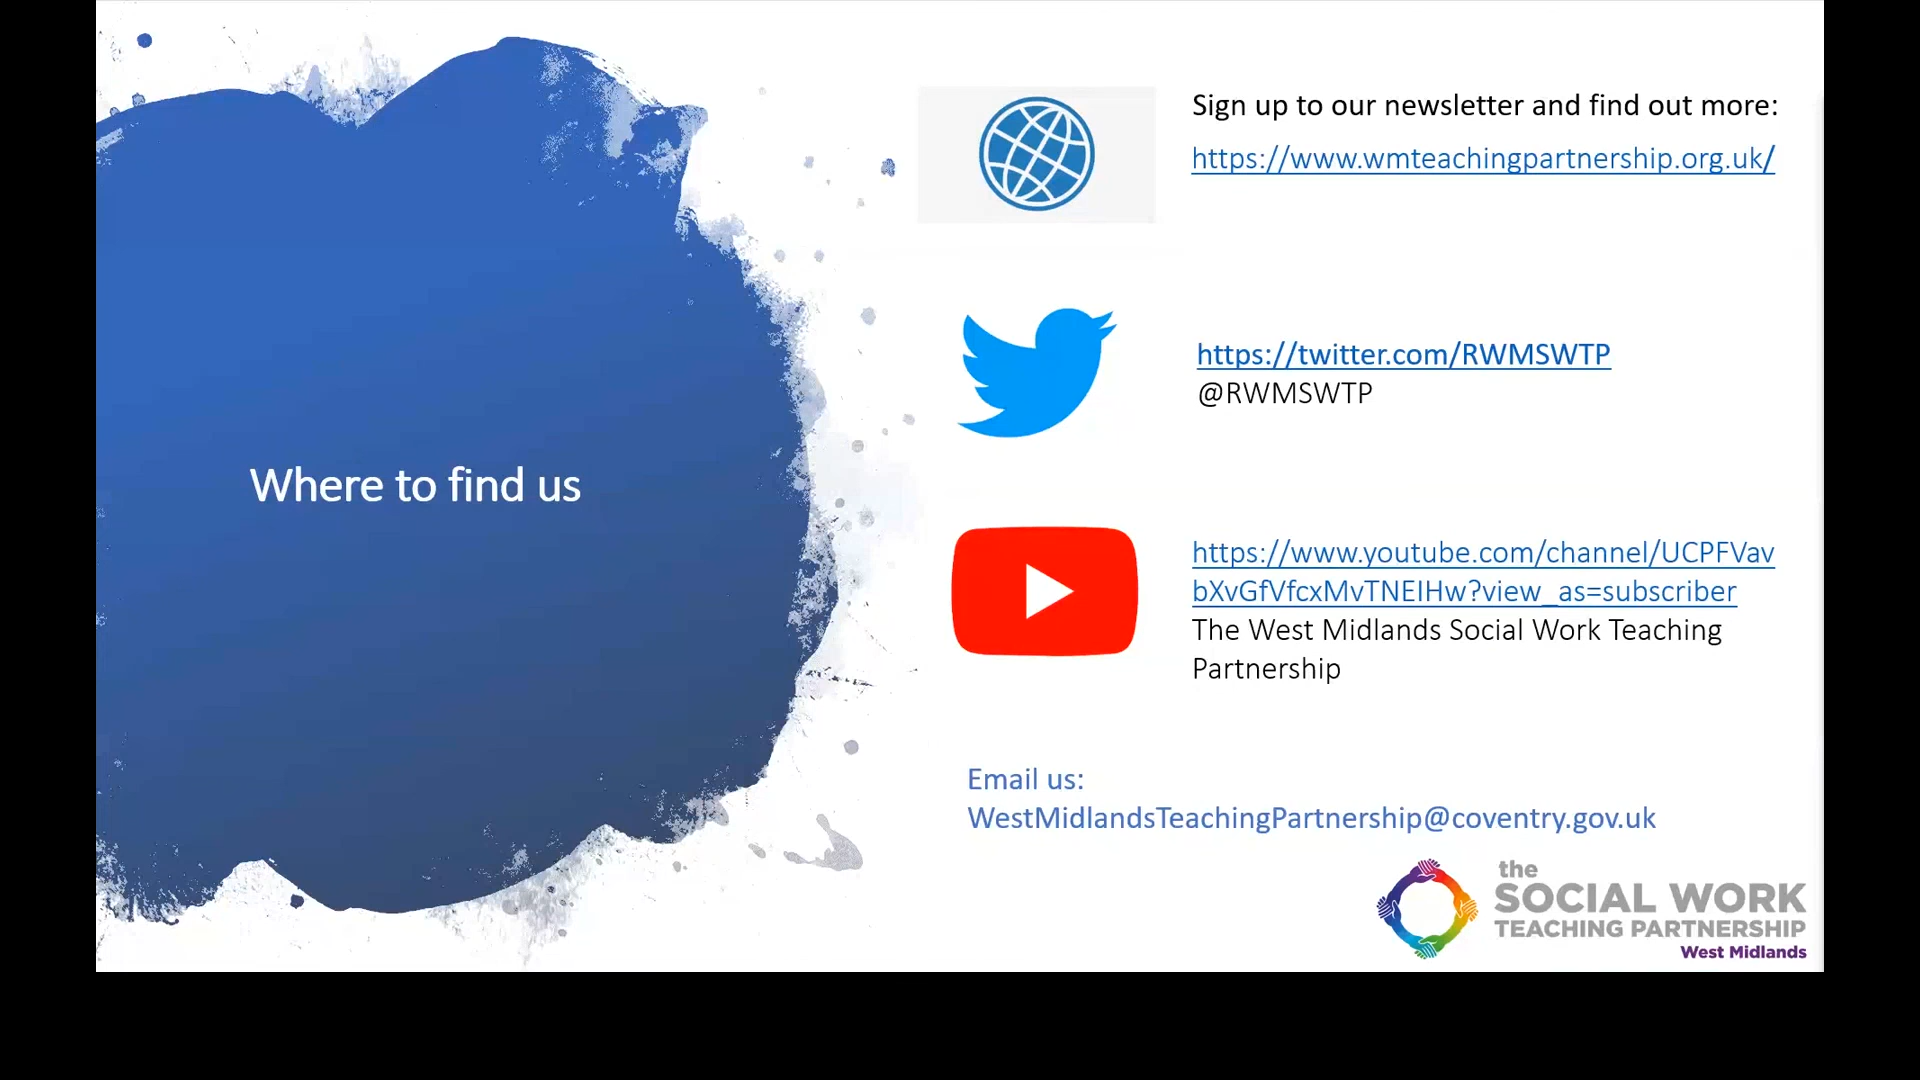 Where to find us
Sign up to our newsletter and find out more:
https://www.wmteachingpartnership.org.uk/
https://twitter.com/RWMSWTP
@RWMSWTP
https://www.youtube.com/channel/UCPFVav
bXvGfVfcxMvTNEIHw?view_as=subscriber
The West Midlands Social Work Teaching
Partnership
Email us:
WestMidlandsTeachingPartnership@coventry.gov.uk
the
SOCIAL WORK
TEACHING PARTNERSHIP
West Midlands